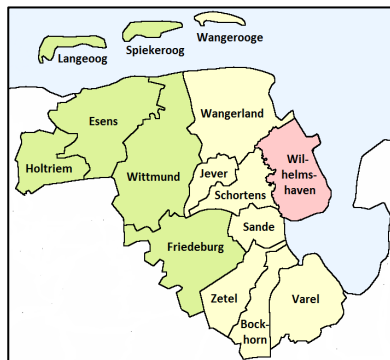 Wangerooge
Spiekeroog
Langeoog
Wangerland
Esens
Wil-
helms-
haven
Holtriem
Jever
Wittmund
Schortens
Sande
Friedeburg
Zetel
Varel
Bock-
horn